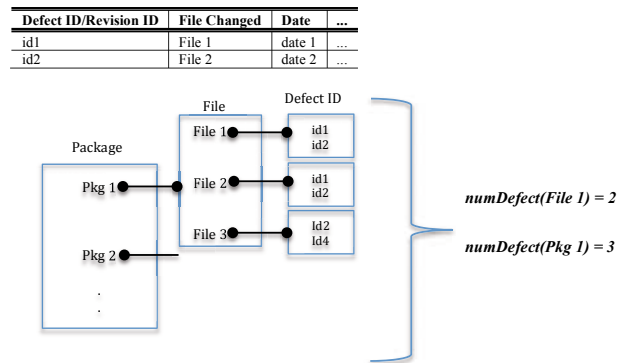 Defect ID/Revision ID File Changed Date ...
id1 File 1 date 1 ...
id2 File 2 date 2 ...
Defect ID
File
File 1
id1
id2
Package
Pkg 1
File 2
id1
id2
numDefect(File 1) = 2
File 3
Id2
Id4
numDefect(Pkg 1) = 3
Pkg 2
.
.